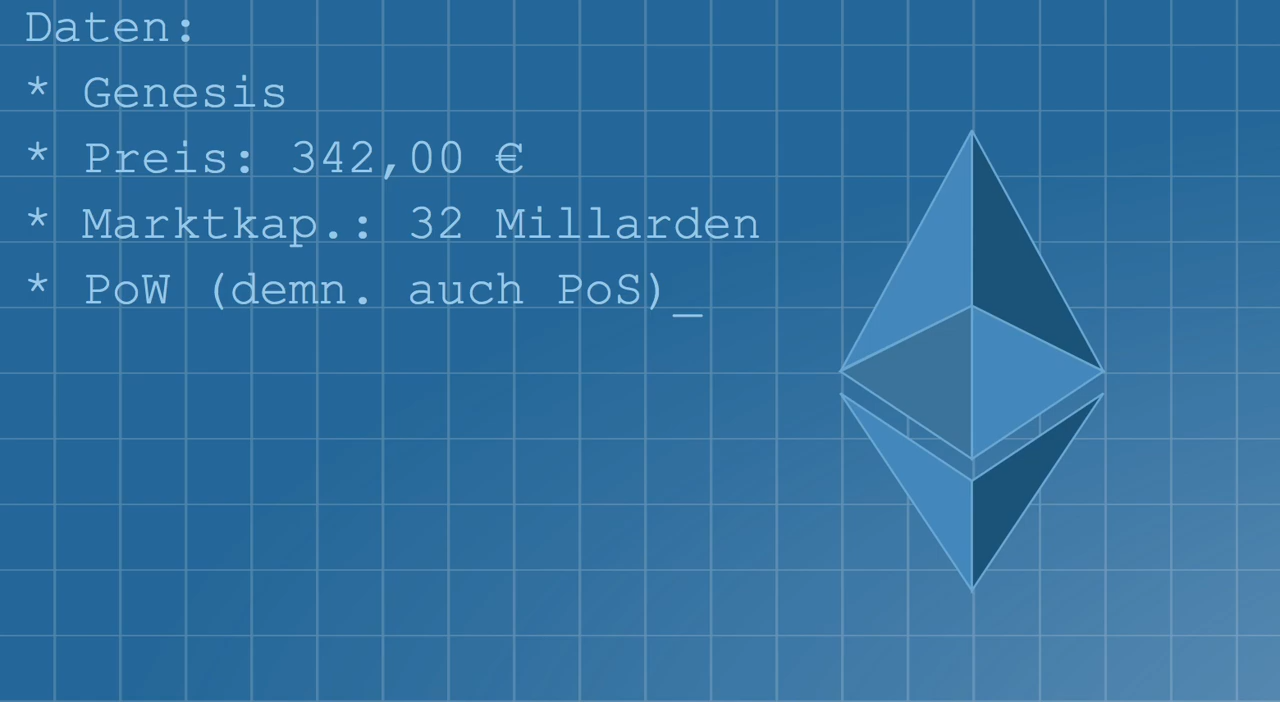 Daten:
* Genesis
* Preis: 342,00 €
* Marktkap.: 32 Millarden
* PoW (demn. auch PoS)_